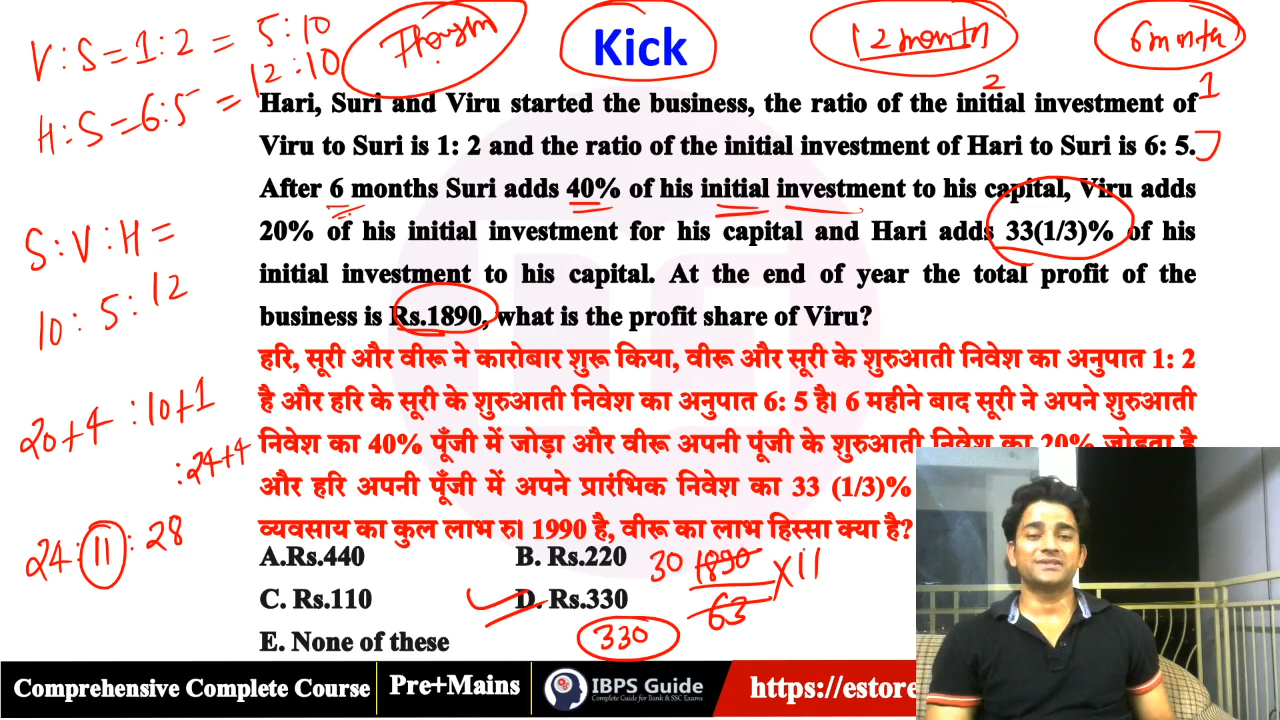 V:S=1:2 = 5:10
12:10
H:S=6:5 =
Kick
12 month
6 month
2
1
Hari, Suri and Viru started the business, the ratio of the initial investment of
Viru to Suri is 1: 2 and the ratio of the initial investment of Hari to Suri is 6: 5.
After 6 months Suri adds 40% of his initial investment to his capital, Viru adds
20% of his initial investment for his capital and Hari adds 33(1/3)% of his
initial investment to his capital. At the end of year the total profit of the
business is Rs.1890, what is the profit share of Viru?
S:V:H=
10:5:12
हरि, सूरी और वीरू ने कारोबार शुरू किया, वीरू और सूरी के शुरुआती निवेश का अनुपात 1: 2
है और हरि के सूरी के शुरुआती निवेश का अनुपात 6: 5 है। 6 महीने बाद सूरी ने अपने शुरुआती
निवेश का 40% पूँजी में जोड़ा और वीरू अपनी पूंजी के शुरुआती निवेश का 20% जोड़ता है
और हरि अपनी पूँजी में अपने प्रारंभिक निवेश का 33 (1/3)%
व्यवसाय का कुल लाभ रु। 1990 है, वीरू का लाभ हिस्सा क्या है?
20+4 :10+1
:24+4
24:11:28
A.Rs.440
B. Rs.220
C. Rs.110
D. Rs.330
E. None of these
30 1890
63
×11
330
Comprehensive Complete Course
Pre+Mains
IBPS Guide
Complete Guide for Bank & SSC Exams
https://estore